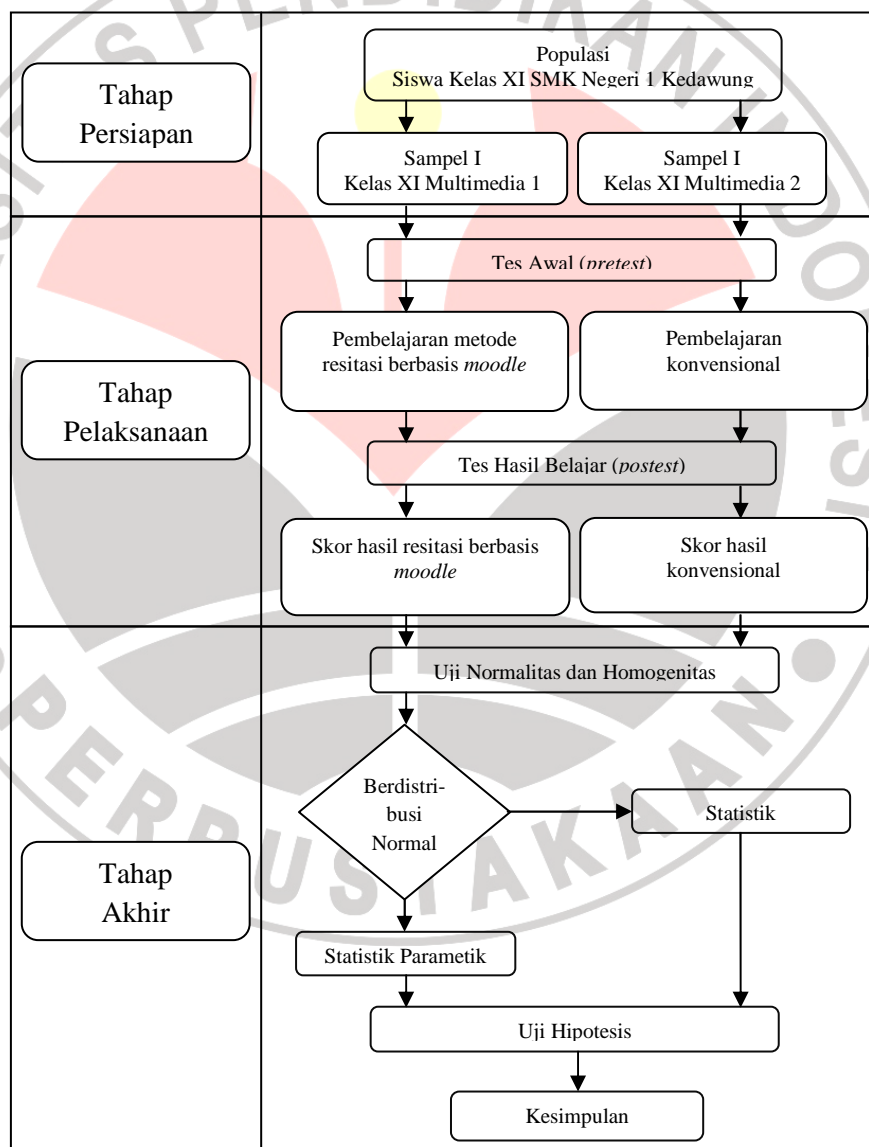 Tahap
Persiapan
Populasi
Siswa Kelas XI SMK Negeri 1 Kedawung
Sampel I
Kelas XI Multimedia 1
Sampel I
Kelas XI Multimedia 2
Tahap
Pelaksanaan
Tes Awal (pretest)
Pembelajaran metode
resitasi berbasis moodle
Pembelajaran
konvensional
Tes Hasil Belajar (postest)
Skor hasil resitasi berbasis
moodle
Skor hasil
konvensional
Tahap
Akhir
Uji Normalitas dan Homogenitas
Berdistri-
busi
Normal
Statistik
Statistik Parametik
Uji Hipotesis
Kesimpulan
PENDIDIKAN
PERPUSTAKAAN